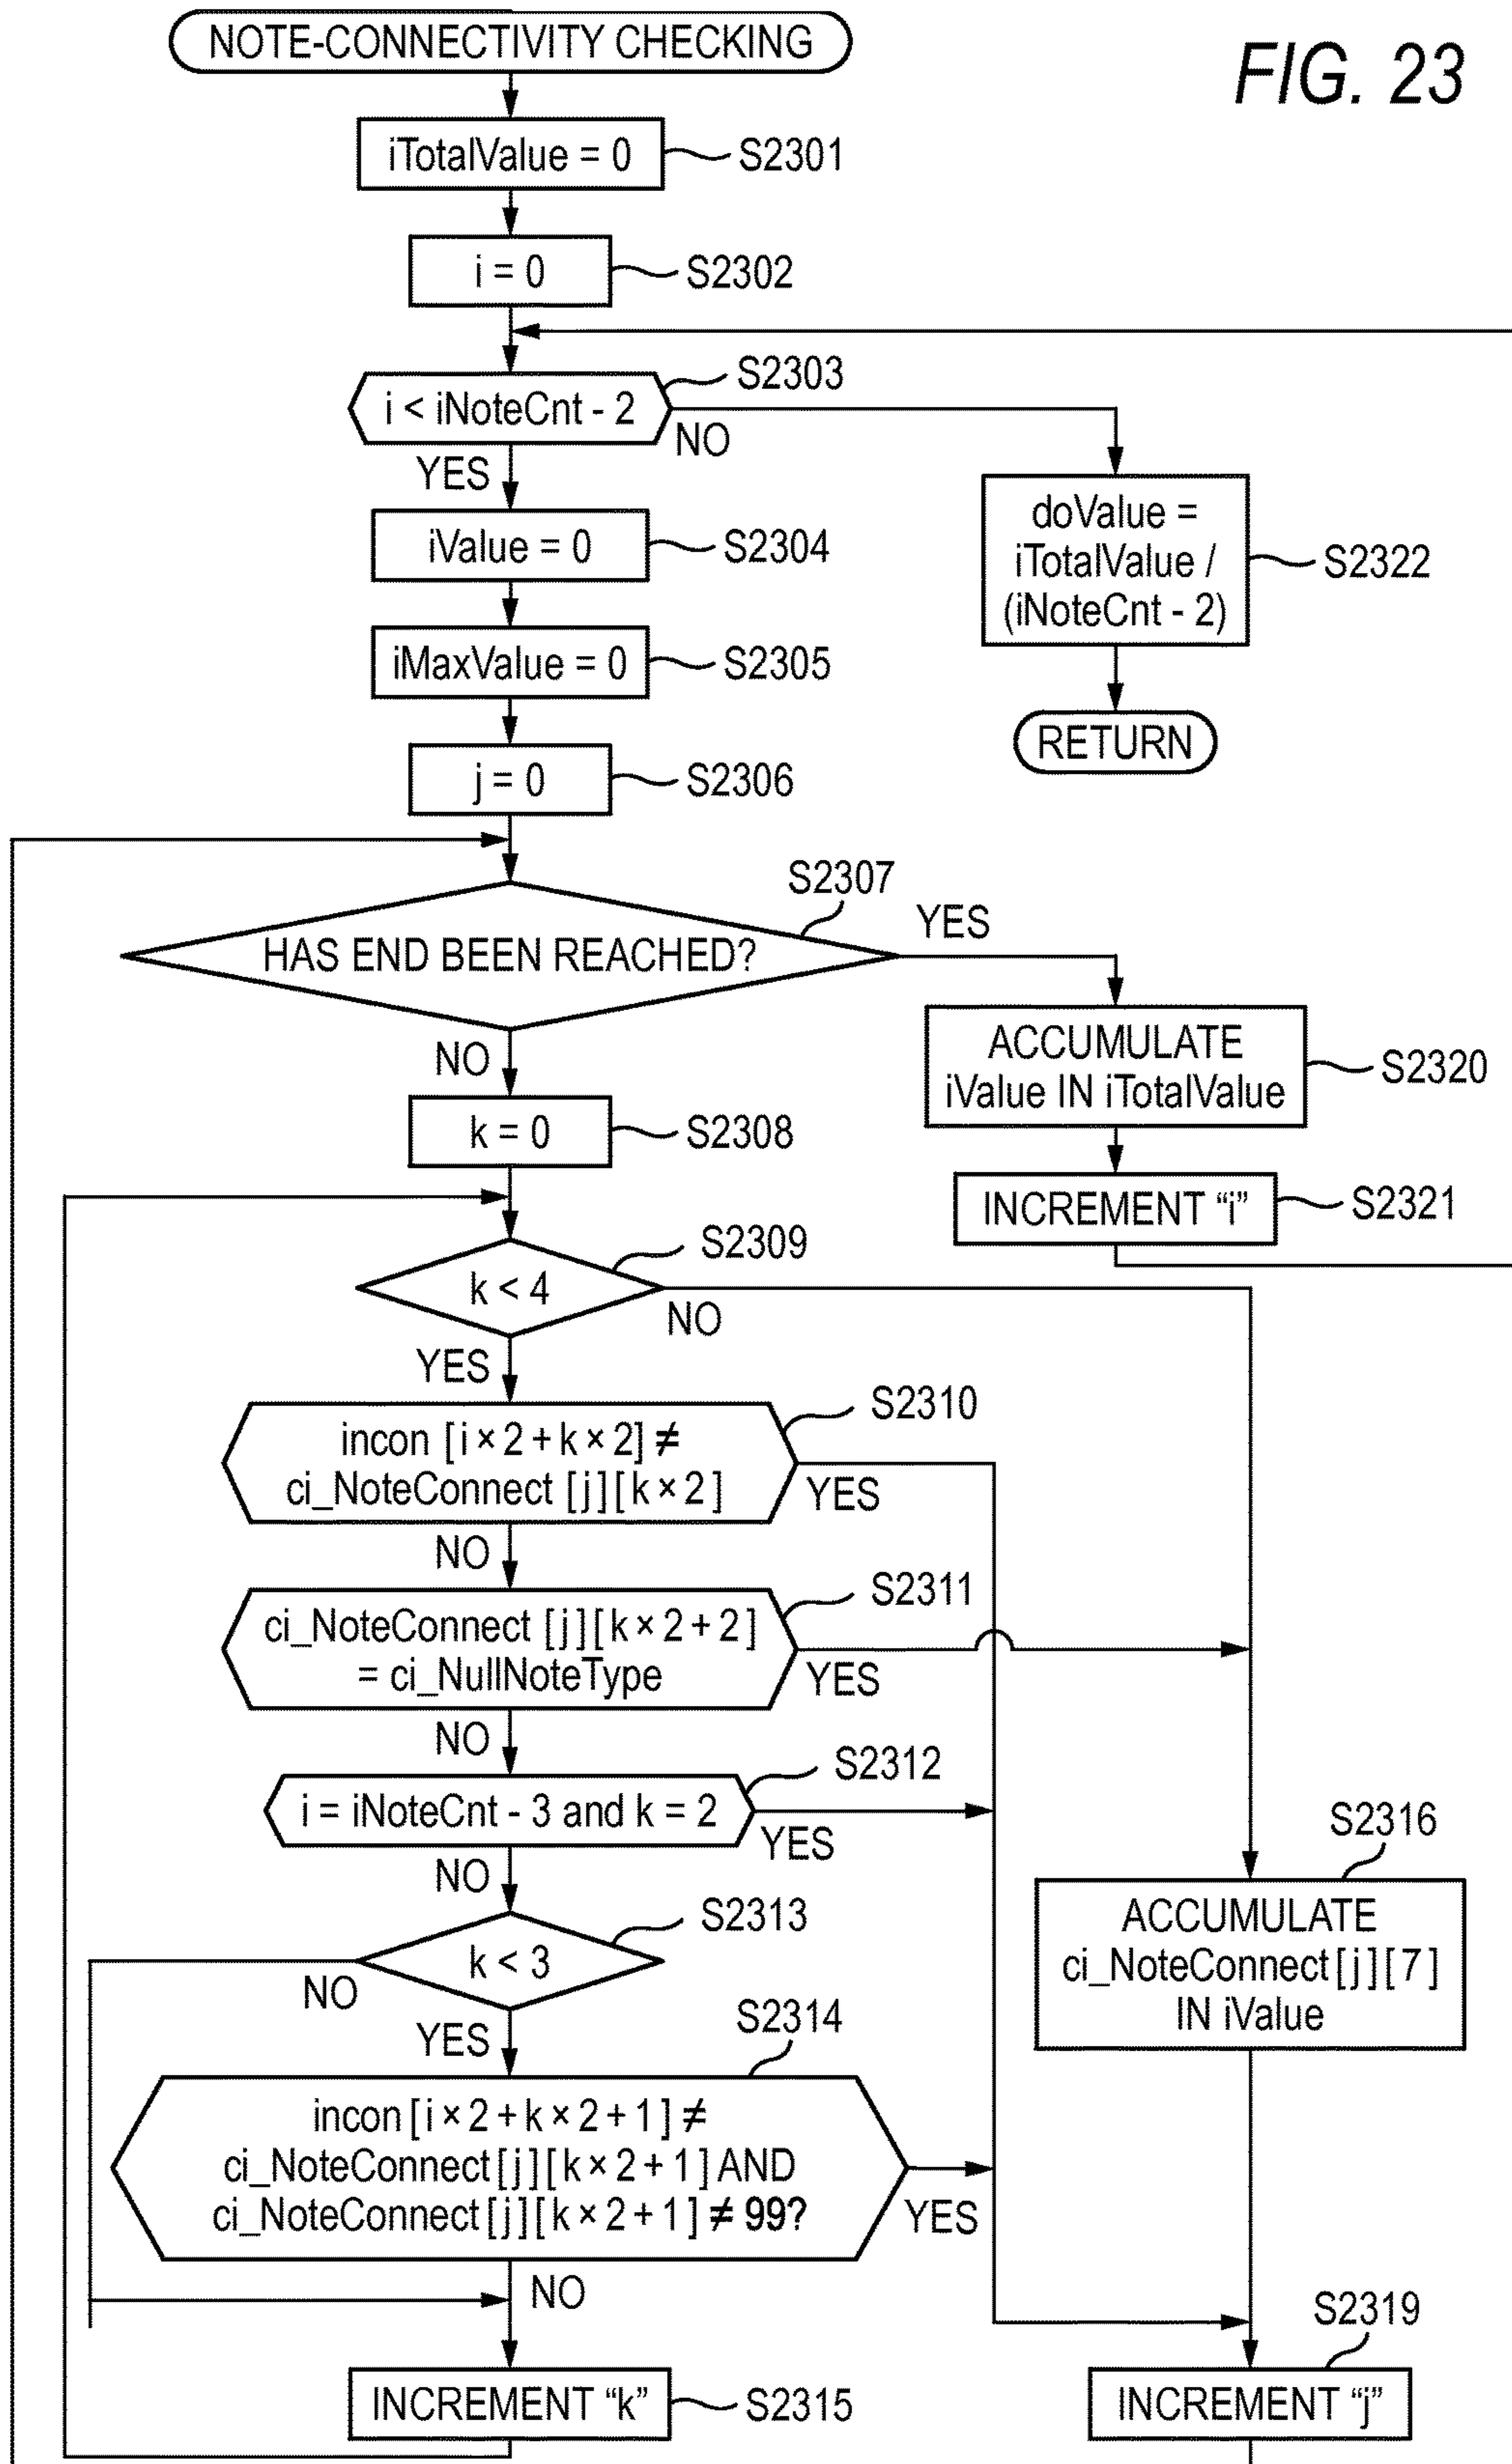 NOTE-CONNECTIVITY CHECKING
FIG. 23
iTotalValue = 0
S2301
i = 0
S2302
S2303
i < iNoteCnt - 2
NO
YES
iValue = 0
S2304
doValue =
iTotalValue /
(iNoteCnt - 2)
S2322
iMaxValue = 0
S2305
RETURN
j = 0
S2306
S2307
HAS END BEEN REACHED?
YES
NO
ACCUMULATE
iValue IN iTotalValue
S2320
k = 0
S2308
INCREMENT “i”
S2321
S2309
k < 4
NO
YES
S2310
incon [i × 2 + k × 2] ≠
ci_NoteConnect [j][k × 2]
YES
NO
S2311
ci_NoteConnect [j][k × 2 + 2]
= ci_NullNoteType
YES
NO
S2312
i = iNoteCnt - 3 and k = 2
YES
NO
S2316
ACCUMULATE
ci_NoteConnect[j][7]
IN iValue
S2313
k < 3
NO
YES
S2314
incon[i × 2 + k × 2 + 1] ≠
ci_NoteConnect[j][k × 2 + 1] AND
ci_NoteConnect[j][k × 2 + 1] ≠ 99?
YES
NO
S2319
INCREMENT “k”
S2315
INCREMENT “j”